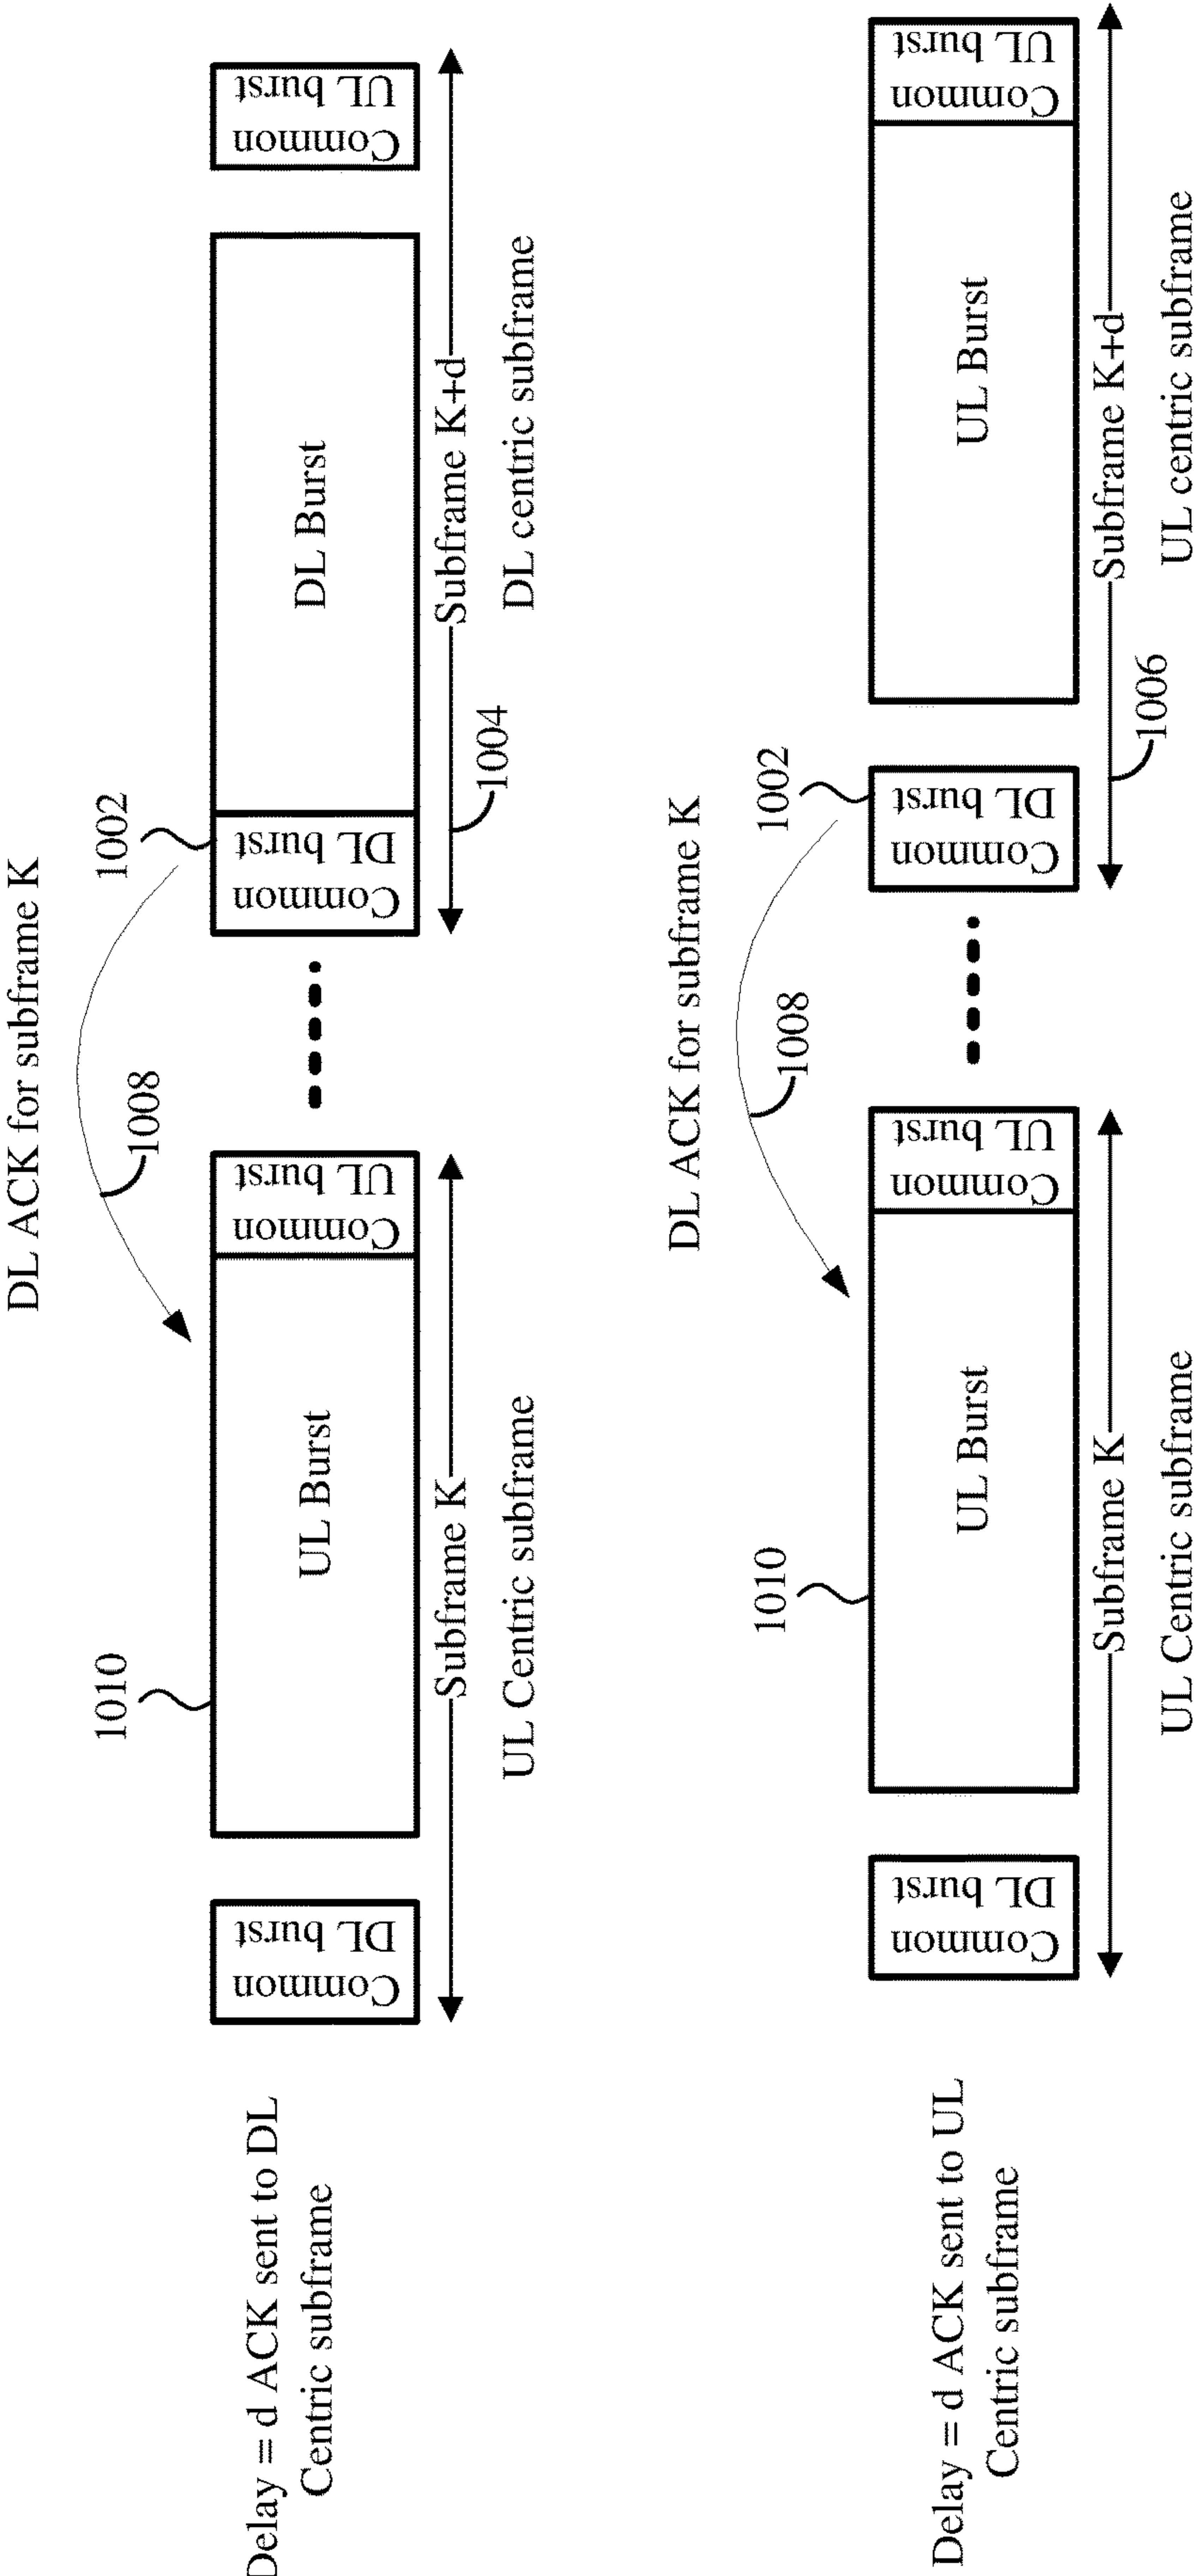 DL ACK for subframe K
1008
1002
1010
Delay = d ACK sent to DL
Centric subframe
Common
DL burst
UL Burst
Common
UL burst
Common
DL burst
DL Burst
Common
UL burst
Subframe K
Subframe K+d
1004
UL Centric subframe
DL centric subframe
DL ACK for subframe K
1008
1002
1010
Delay = d ACK sent to UL
Centric subframe
Common
DL burst
UL Burst
Common
UL burst
Common
DL burst
UL Burst
Common
UL burst
Subframe K
Subframe K+d
1006
UL Centric subframe
UL centric subframe